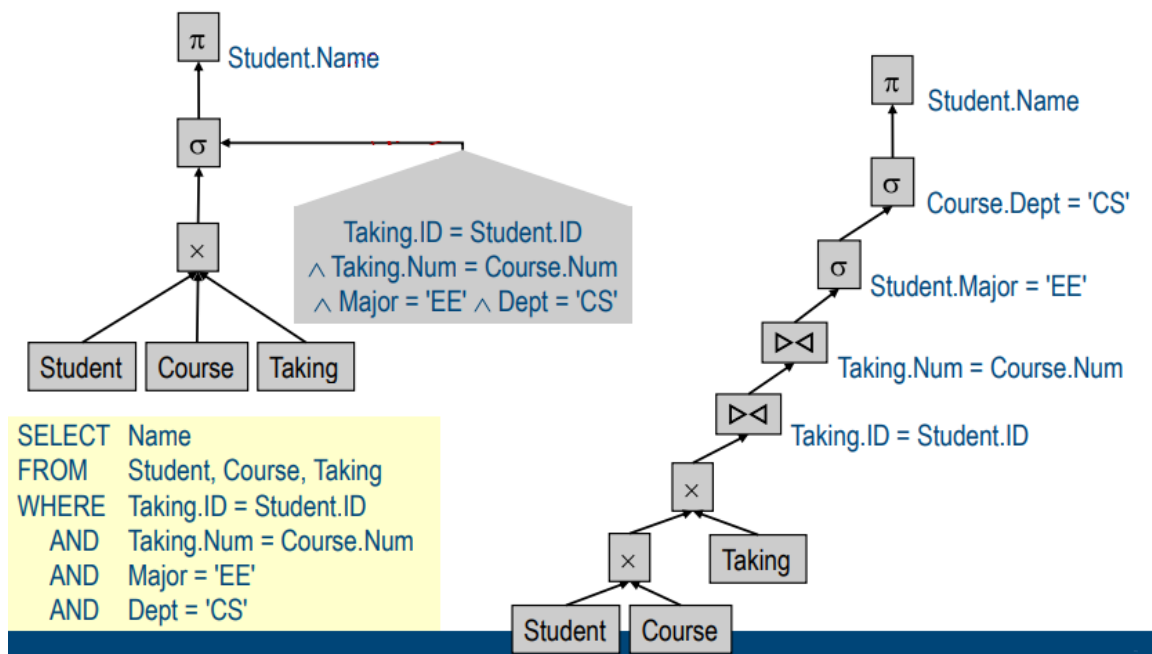 π
Student.Name
σ
Taking.ID = Student.ID
∧ Taking.Num = Course.Num
∧ Major = 'EE' ∧ Dept = 'CS'
×
Student
Course
Taking
SELECT Name
FROM Student, Course, Taking
WHERE Taking.ID = Student.ID
AND Taking.Num = Course.Num
AND Major = 'EE'
AND Dept = 'CS'
π
Student.Name
σ
Course.Dept = 'CS'
σ
Student.Major = 'EE'
⋈
Taking.Num = Course.Num
⋈
Taking.ID = Student.ID
×
×
Taking
Student
Course